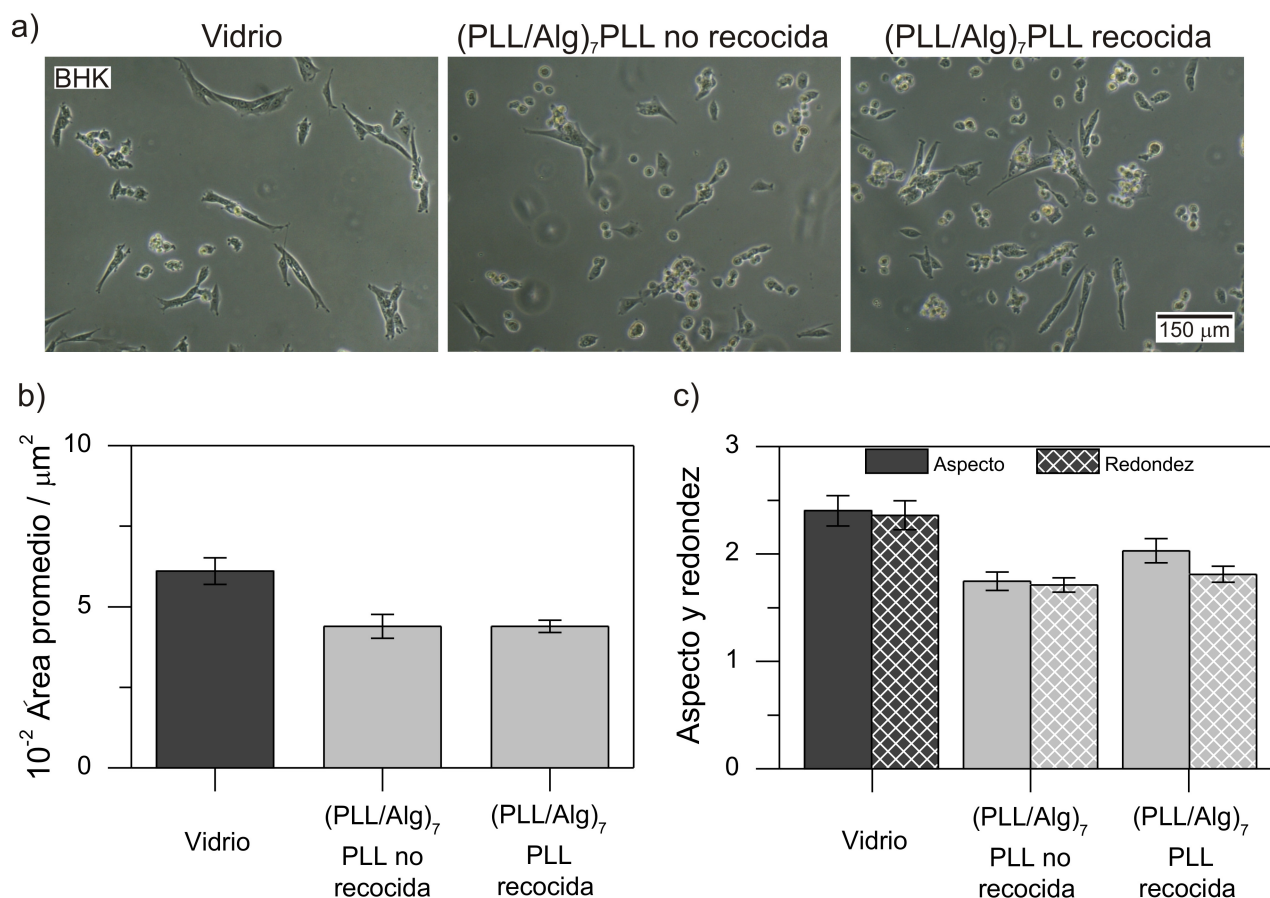 a)
Vidrio
(PLL/Alg)₇PLL no recocida
(PLL/Alg)₇PLL recocida
BHK
150 μm
b)
10⁻² Área promedio / μm²
10
5
0
Vidrio
(PLL/Alg)₇
PLL no
recocida
(PLL/Alg)₇
PLL
recocida
c)
Aspecto y redondez
3
2
1
0
Aspecto
Redondez
Vidrio
(PLL/Alg)₇
PLL no
recocida
(PLL/Alg)₇
PLL
recocida